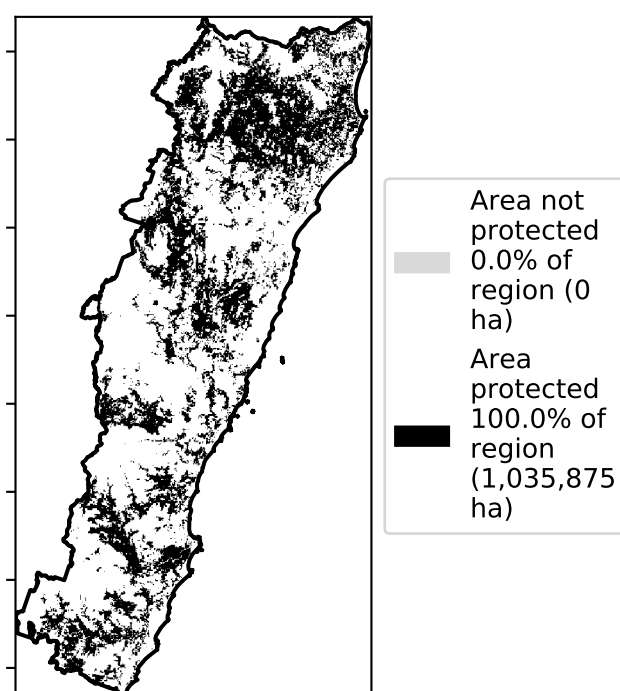 Area not
protected
0.0% of
region (0
ha)
Area
protected
100.0% of
region
(1,035,875
ha)